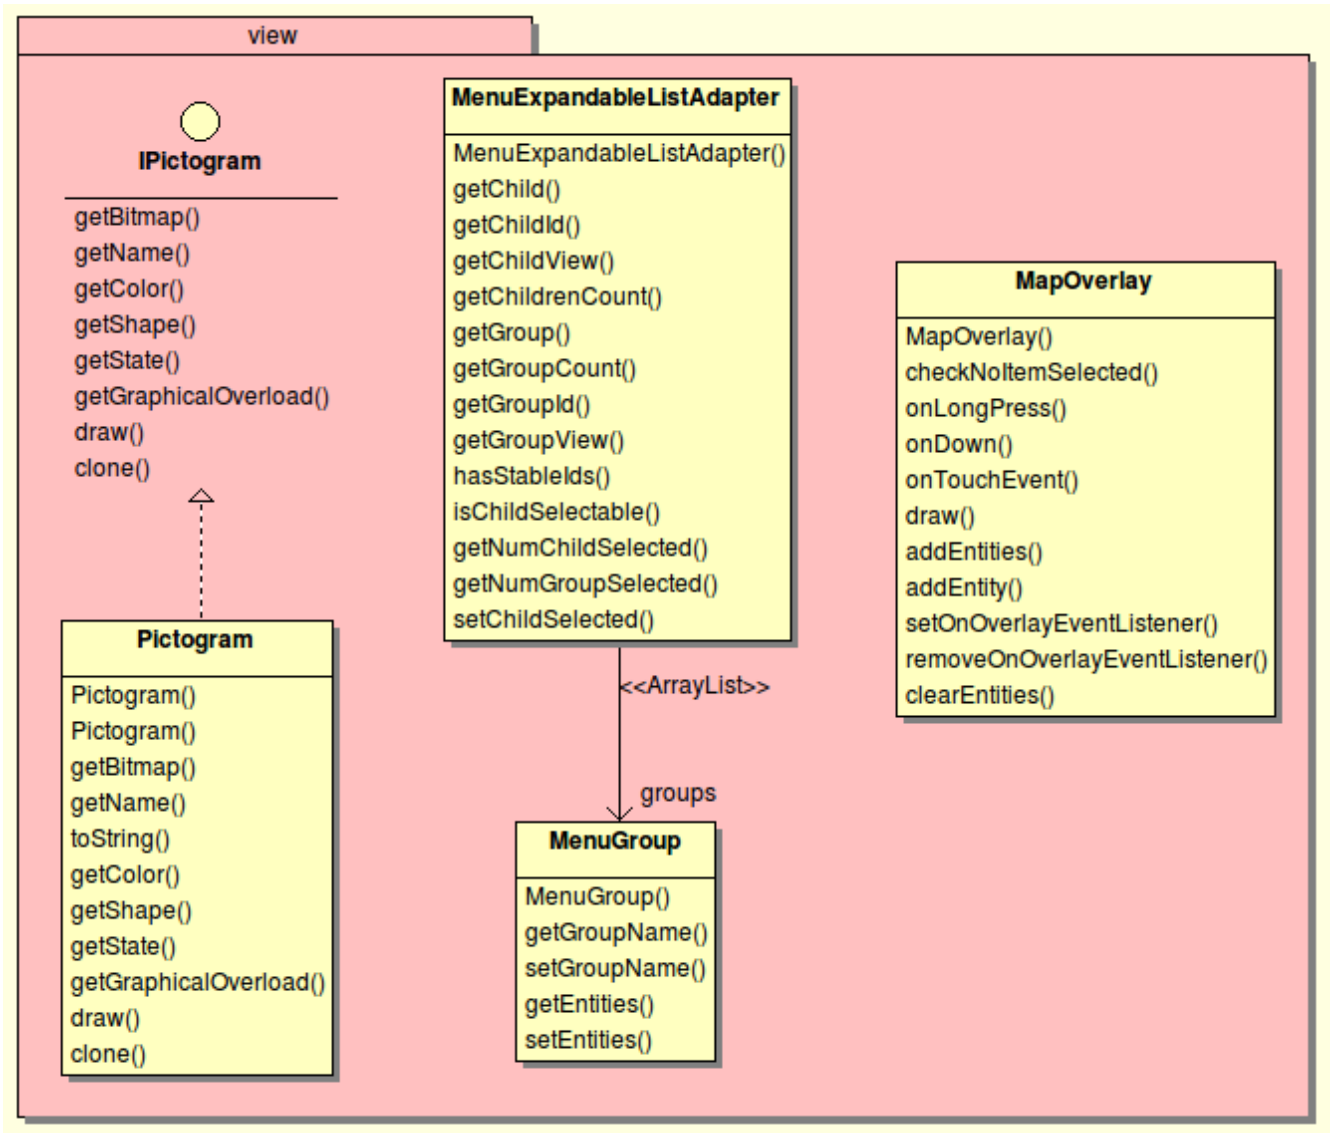 view
IPictogram
getBitmap()
getName()
getColor()
getShape()
getState()
getGraphicalOverload()
draw()
clone()
Pictogram
Pictogram()
Pictogram()
getBitmap()
getName()
toString()
getColor()
getShape()
getState()
getGraphicalOverload()
draw()
clone()
MenuExpandableListAdapter
MenuExpandableListAdapter()
getChild()
getChildId()
getChildView()
getChildrenCount()
getGroup()
getGroupCount()
getGroupId()
getGroupView()
hasStableIds()
isChildSelectable()
getNumChildSelected()
getNumGroupSelected()
setChildSelected()
<<ArrayList>>
groups
MenuGroup
MenuGroup()
getGroupName()
setGroupName()
getEntities()
setEntities()
MapOverlay
MapOverlay()
checkNoItemSelected()
onLongPress()
onDown()
onTouchEvent()
draw()
addEntities()
addEntity()
setOnOverlayEventListener()
removeOnOverlayEventListener()
clearEntities()